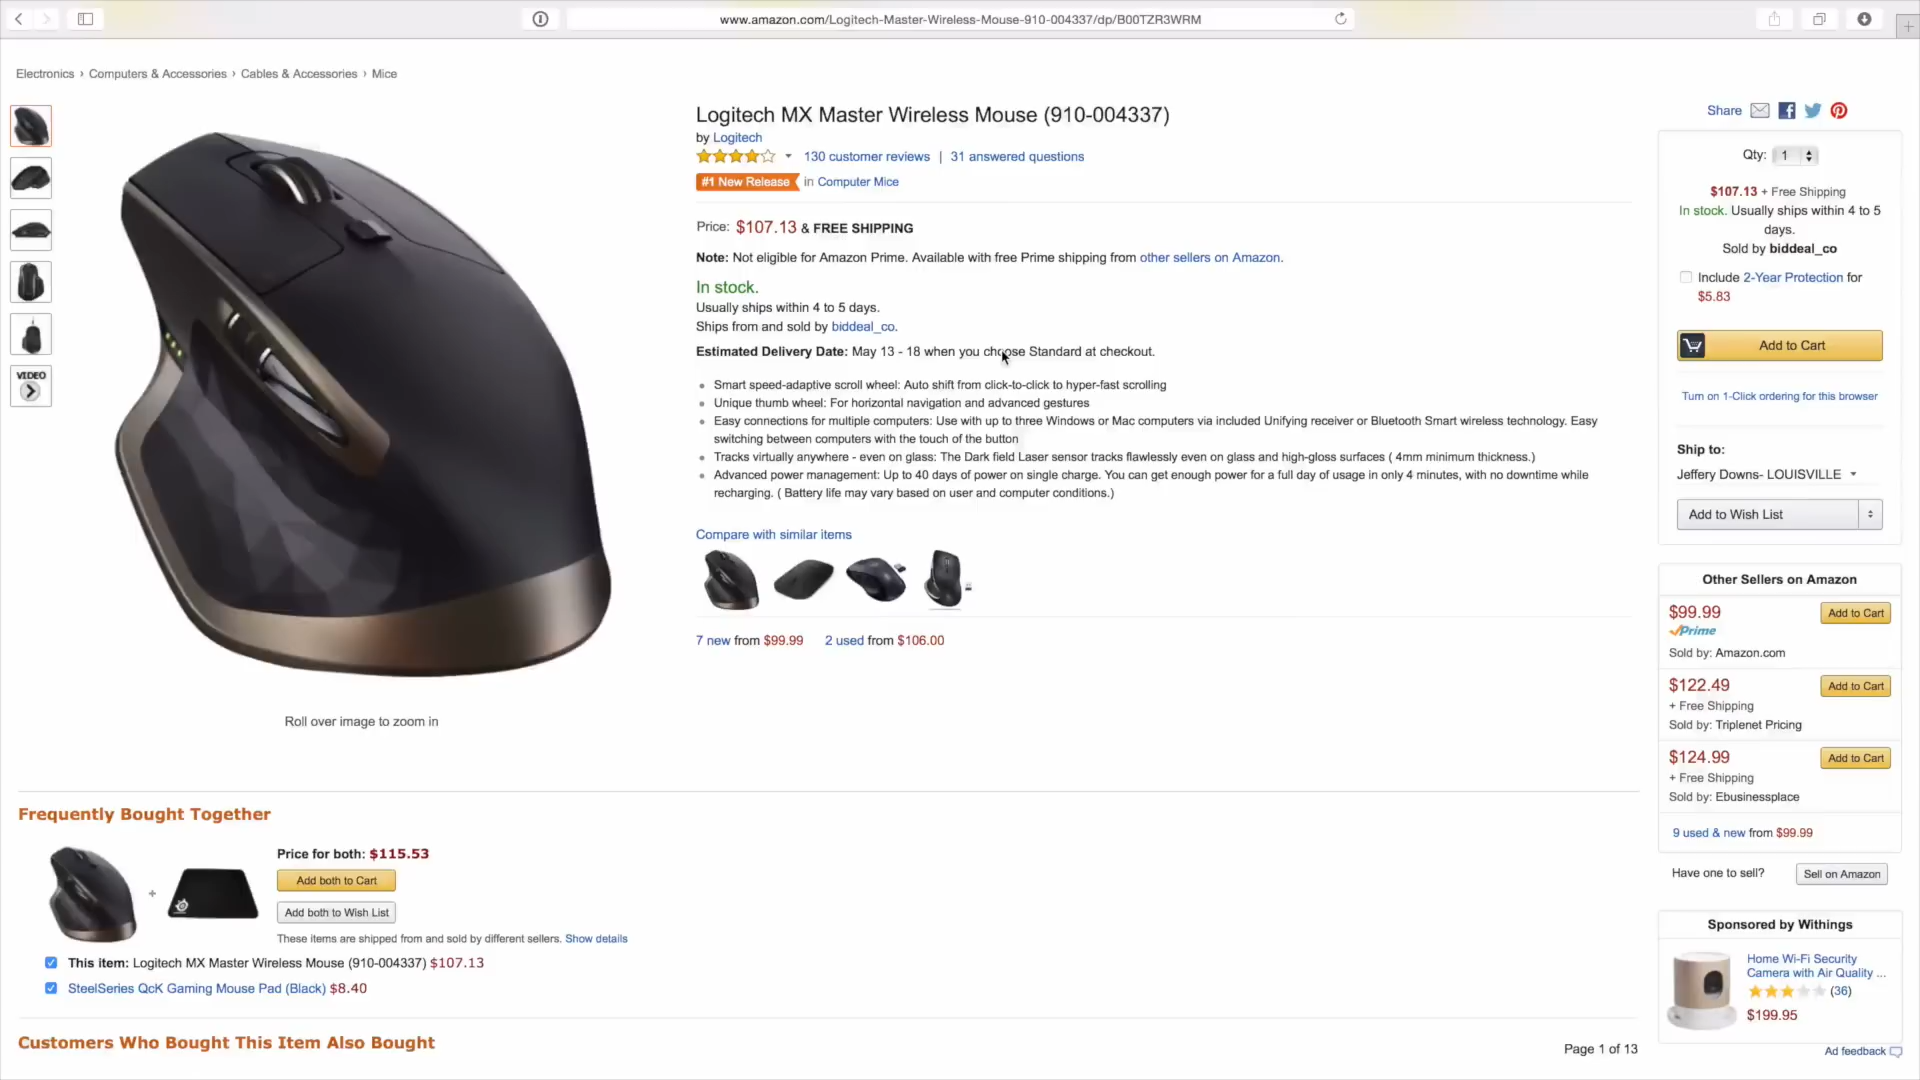 www.amazon.com/Logitech-Master-Wireless-Mouse-910-004337/dp/B00TZR3WRM
Electronics › Computers & Accessories › Cables & Accessories › Mice
VIDEO
Roll over image to zoom in
Logitech MX Master Wireless Mouse (910-004337)
by Logitech
130 customer reviews | 31 answered questions
#1 New Release in Computer Mice
Price: $107.13 & FREE SHIPPING
Note: Not eligible for Amazon Prime. Available with free Prime shipping from other sellers on Amazon.
In stock.
Usually ships within 4 to 5 days.
Ships from and sold by biddeal_co.
Estimated Delivery Date: May 13 - 18 when you choose Standard at checkout.
Smart speed-adaptive scroll wheel: Auto shift from click-to-click to hyper-fast scrolling
Unique thumb wheel: For horizontal navigation and advanced gestures
Easy connections for multiple computers: Use with up to three Windows or Mac computers via included Unifying receiver or Bluetooth Smart wireless technology. Easy
switching between computers with the touch of the button
Tracks virtually anywhere - even on glass: The Dark field Laser sensor tracks flawlessly even on glass and high-gloss surfaces ( 4mm minimum thickness.)
Advanced power management: Up to 40 days of power on single charge. You can get enough power for a full day of usage in only 4 minutes, with no downtime while
recharging. ( Battery life may vary based on user and computer conditions.)
Compare with similar items
7 new from $99.99 2 used from $106.00
Share
Qty: 1
$107.13 + Free Shipping
In stock. Usually ships within 4 to 5
days.
Sold by biddeal_co
Include 2-Year Protection for
$5.83
Add to Cart
Turn on 1-Click ordering for this browser
Ship to:
Jeffery Downs- LOUISVILLE
Add to Wish List
Other Sellers on Amazon
$99.99 Add to Cart
Prime
Sold by: Amazon.com
$122.49 Add to Cart
+ Free Shipping
Sold by: Triplenet Pricing
$124.99 Add to Cart
+ Free Shipping
Sold by: Ebusinessplace
9 used & new from $99.99
Have one to sell? Sell on Amazon
Sponsored by Withings
Home Wi-Fi Security
Camera with Air Quality ...
(36)
$199.95
Ad feedback
Frequently Bought Together
+
Price for both: $115.53
Add both to Cart
Add both to Wish List
These items are shipped from and sold by different sellers. Show details
This item: Logitech MX Master Wireless Mouse (910-004337) $107.13
SteelSeries QcK Gaming Mouse Pad (Black) $8.40
Customers Who Bought This Item Also Bought
Page 1 of 13